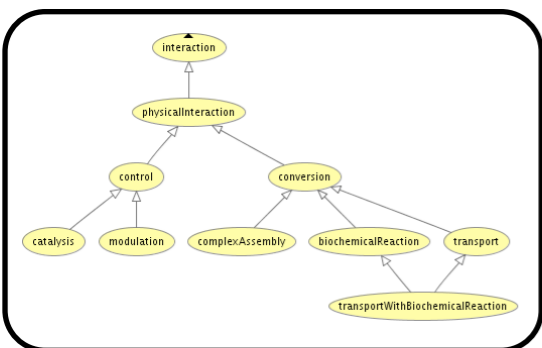 interaction
physicalInteraction
control
conversion
catalysis
modulation
complexAssembly
biochemicalReaction
transport
transportWithBiochemicalReaction